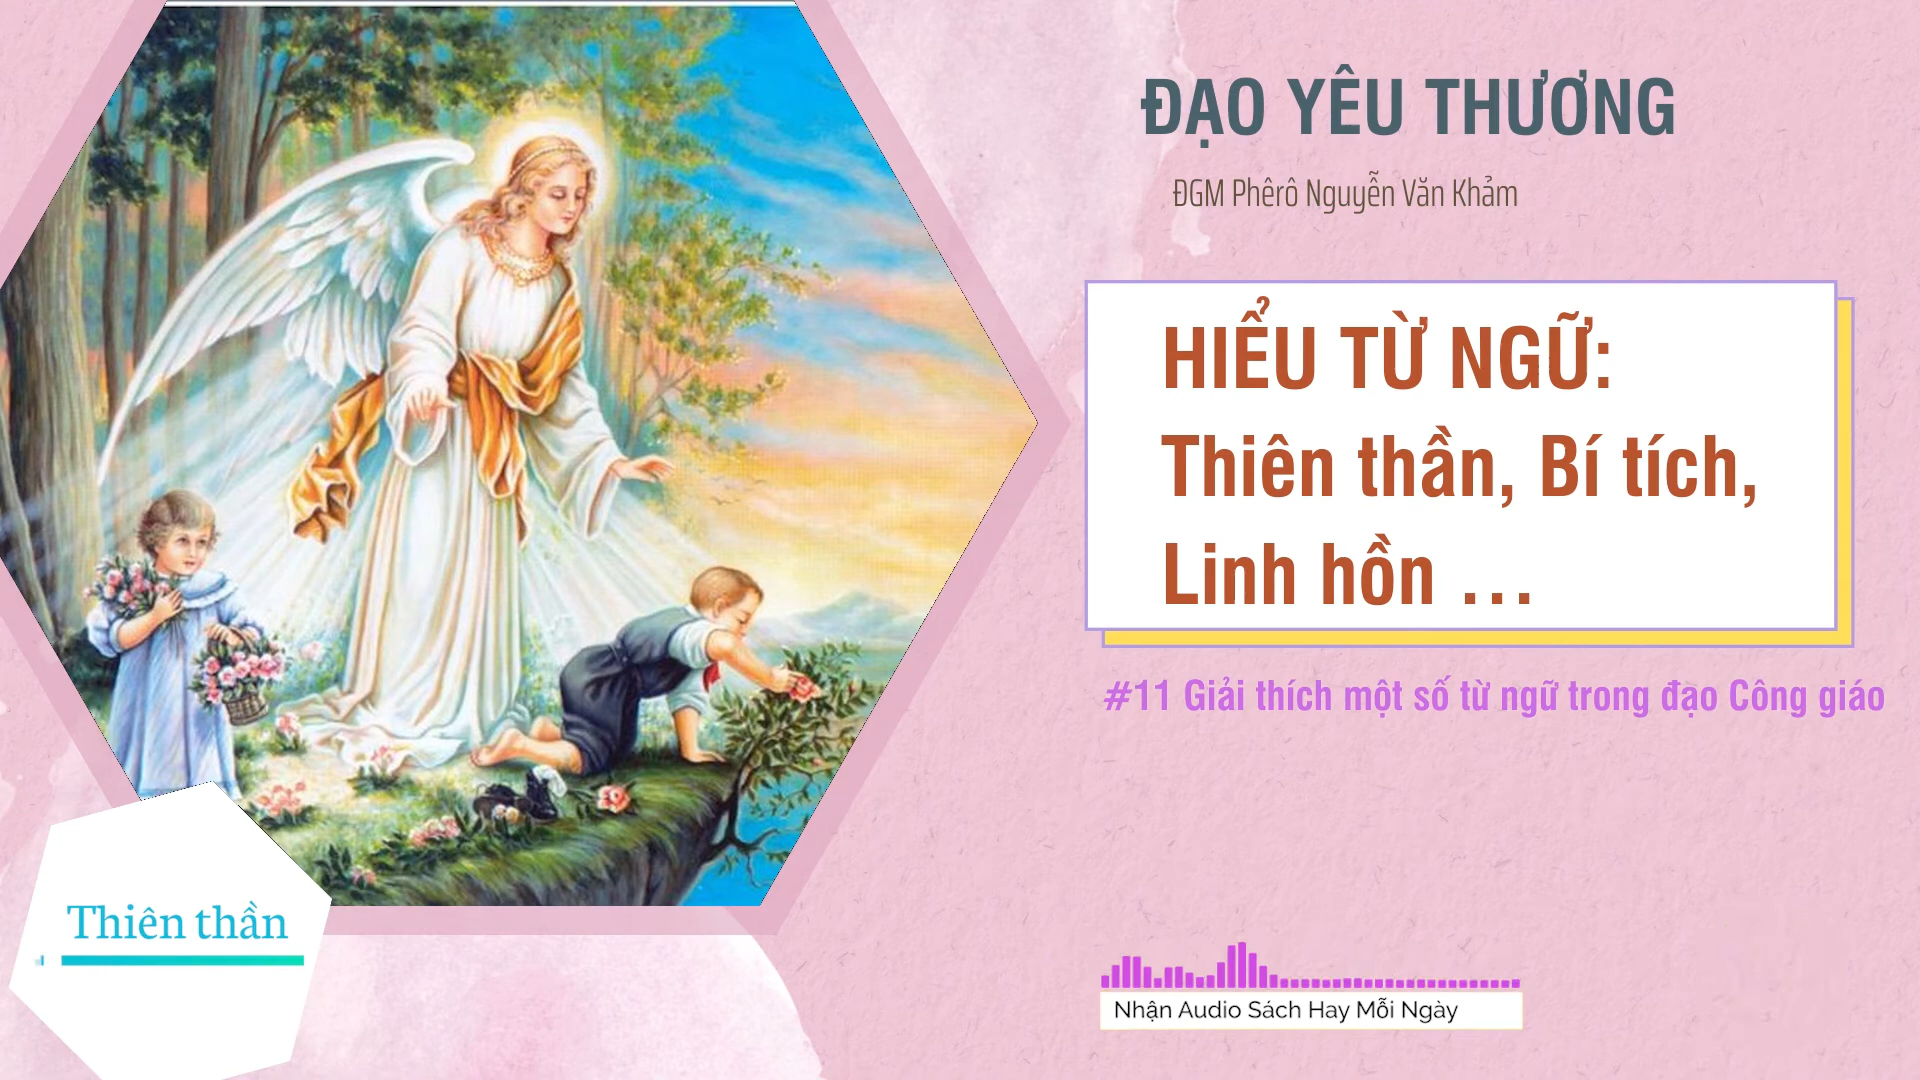 ĐẠO YÊU THƯƠNG
ĐGM Phêrô Nguyễn Văn Khảm
HIỂU TỪ NGỮ:
Thiên thần, Bí tích,
Linh hồn ...
#11 Giải thích một số từ ngữ trong đạo Công giáo
Thiên thần
Nhận Audio Sách Hay Mỗi Ngày